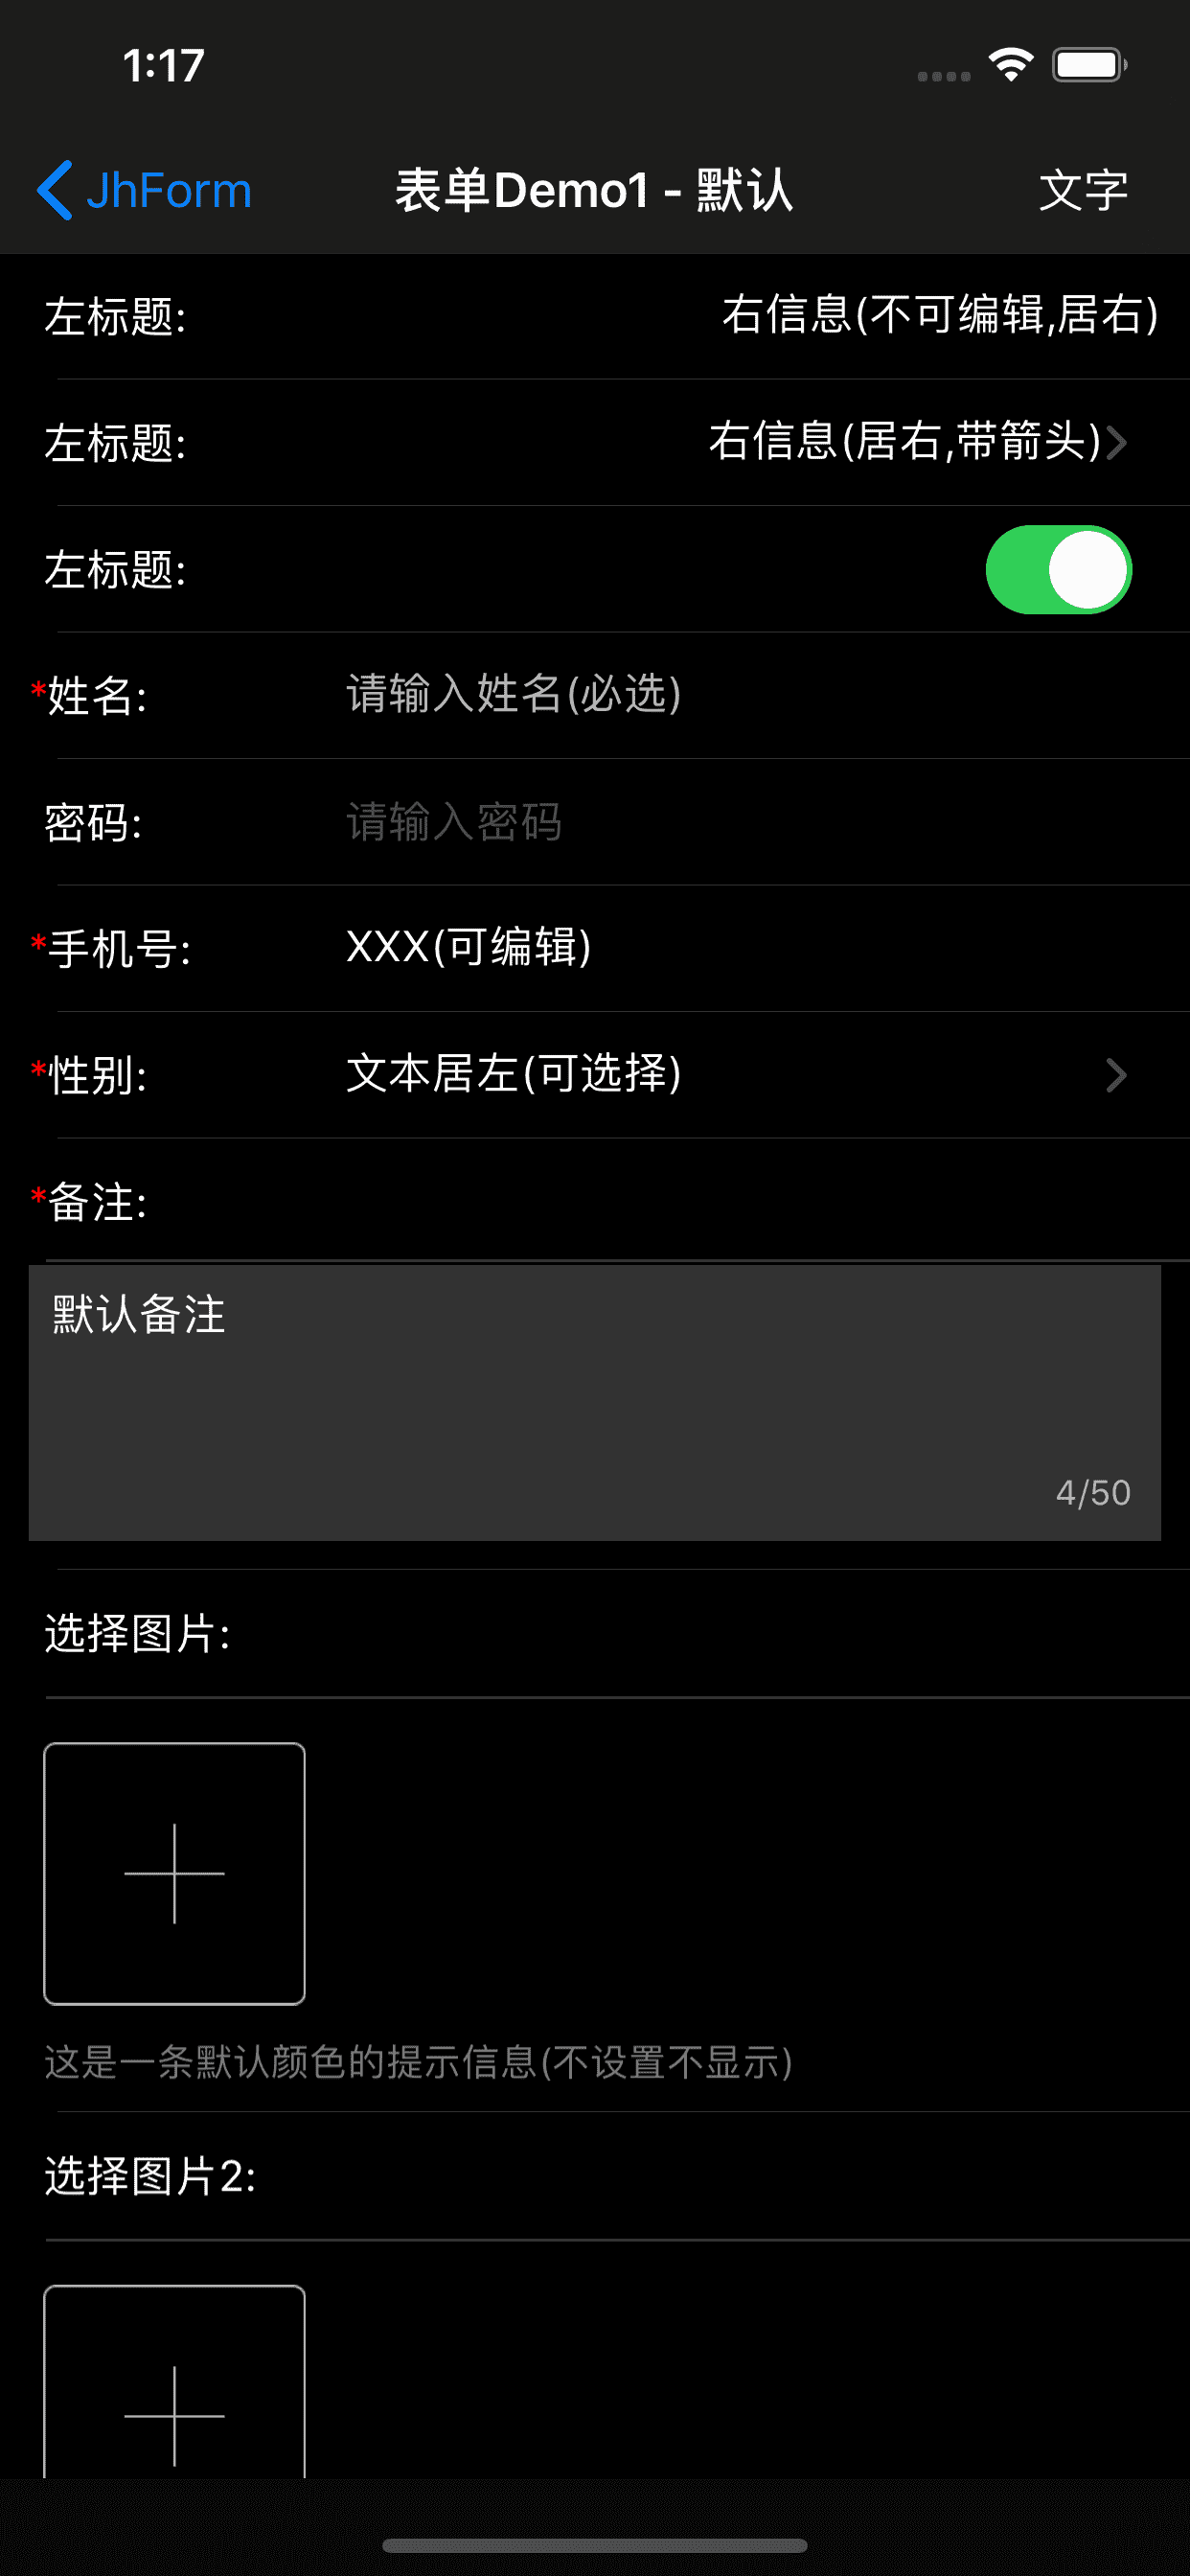 1:17
JhForm
表单Demo1 - 默认
文字
左标题:
右信息(不可编辑,居右)
左标题:
右信息(居右,带箭头)
左标题:
*姓名:
请输入姓名(必选)
密码:
请输入密码
*手机号:
XXX(可编辑)
*性别:
文本居左(可选择)
*备注:
默认备注
4/50
选择图片:
这是一条默认颜色的提示信息(不设置不显示)
选择图片2: